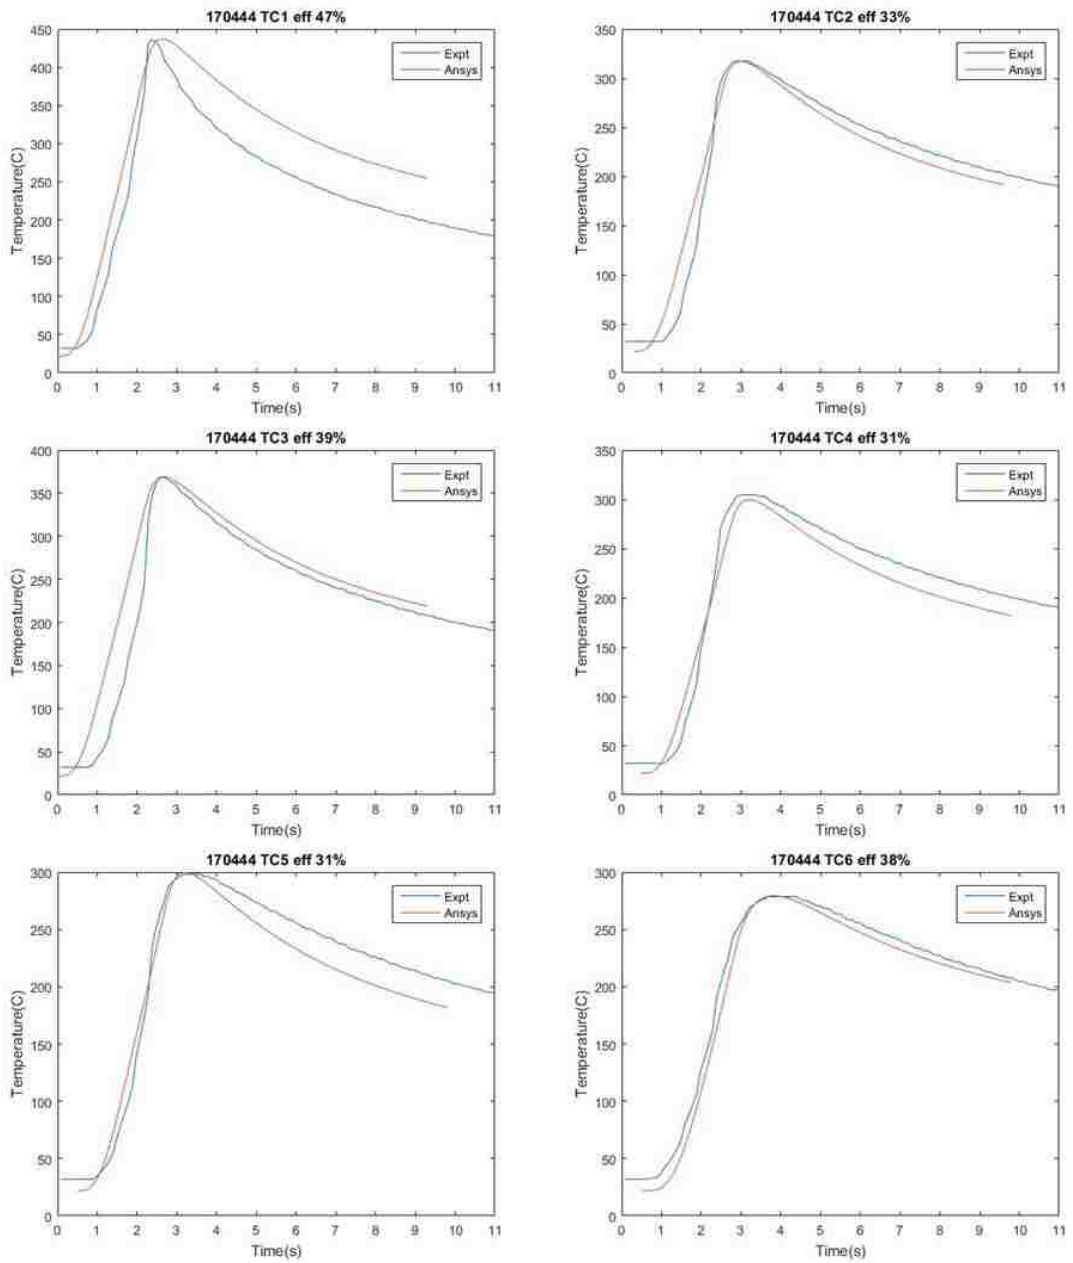 170444 TC1 eff 47%
450
400
350
300
250
200
150
100
50
0
Temperature(C)
Expt
Ansys
0 1 2 3 4 5 6 7 8 9 10 11
Time(s)
170444 TC2 eff 33%
350
300
250
200
150
100
50
0
Temperature(C)
Expt
Ansys
0 1 2 3 4 5 6 7 8 9 10 11
Time(s)
170444 TC3 eff 39%
400
350
300
250
200
150
100
50
0
Temperature(C)
Expt
Ansys
0 1 2 3 4 5 6 7 8 9 10 11
Time(s)
170444 TC4 eff 31%
350
300
250
200
150
100
50
0
Temperature(C)
Expt
Ansys
0 1 2 3 4 5 6 7 8 9 10 11
Time(s)
170444 TC5 eff 31%
300
250
200
150
100
50
0
Temperature(C)
Expt
Ansys
0 1 2 3 4 5 6 7 8 9 10 11
Time(s)
170444 TC6 eff 38%
300
250
200
150
100
50
0
Temperature(C)
Expt
Ansys
0 1 2 3 4 5 6 7 8 9 10 11
Time(s)